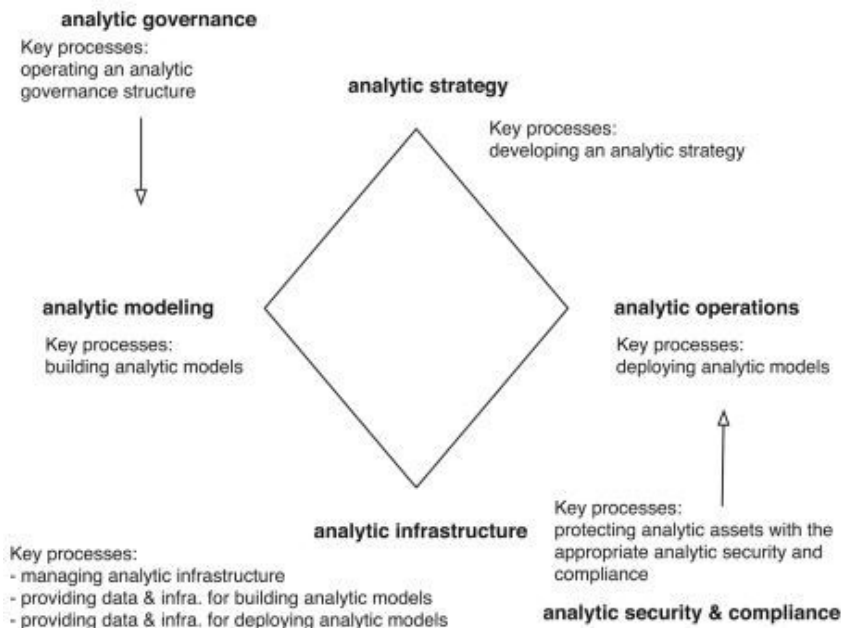 analytic governance
Key processes:
operating an analytic
governance structure
analytic strategy
Key processes:
developing an analytic strategy
analytic modeling
Key processes:
building analytic models
analytic operations
Key processes:
deploying analytic models
analytic infrastructure
Key processes:
- managing analytic infrastructure
- providing data & infra. for building analytic models
- providing data & infra. for deploying analytic models
Key processes:
protecting analytic assets with the
appropriate analytic security and
compliance
analytic security & compliance